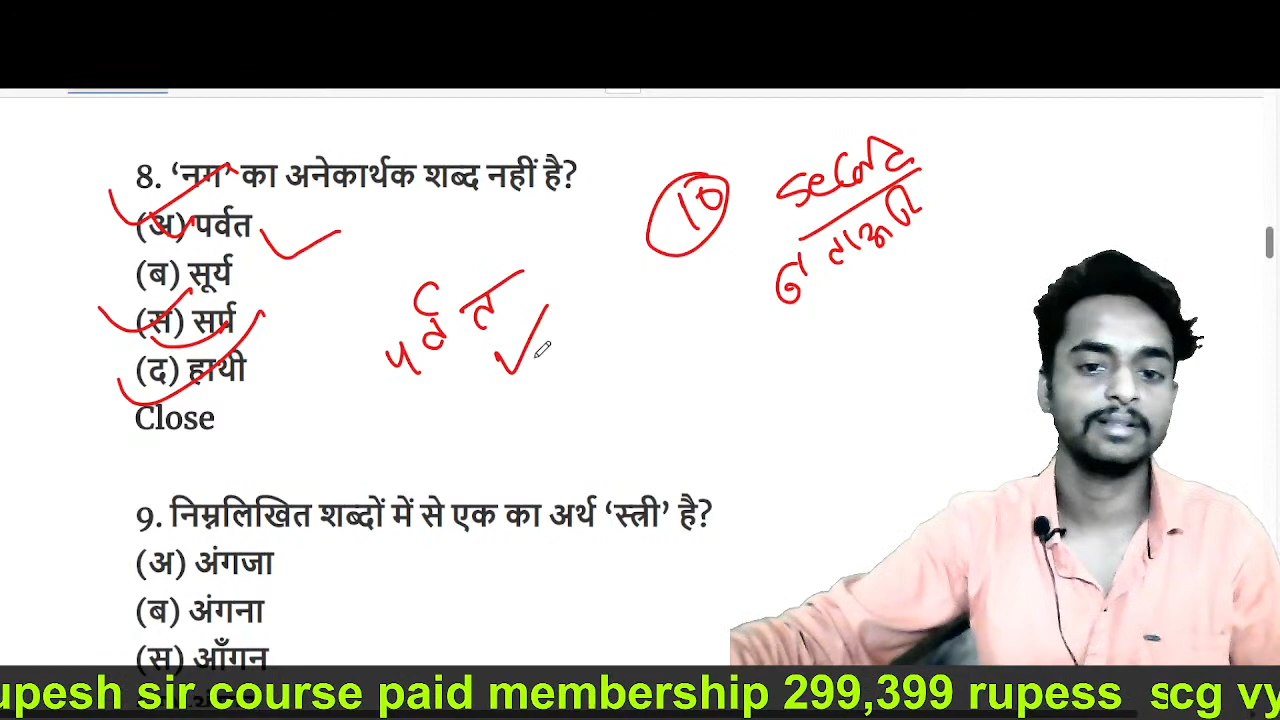 8. ‘नग’ का अनेकार्थक शब्द नहीं है?
(अ) पर्वत
(ब) सूर्य
(स) सर्प
(द) हाथी
Close
10
Second
बताओ
पर्वत
9. निम्नलिखित शब्दों में से एक का अर्थ ‘स्त्री’ है?
(अ) अंगजा
(ब) अंगना
(स) आँगन
upesh sir course paid membership 299,399 rupess scg vy